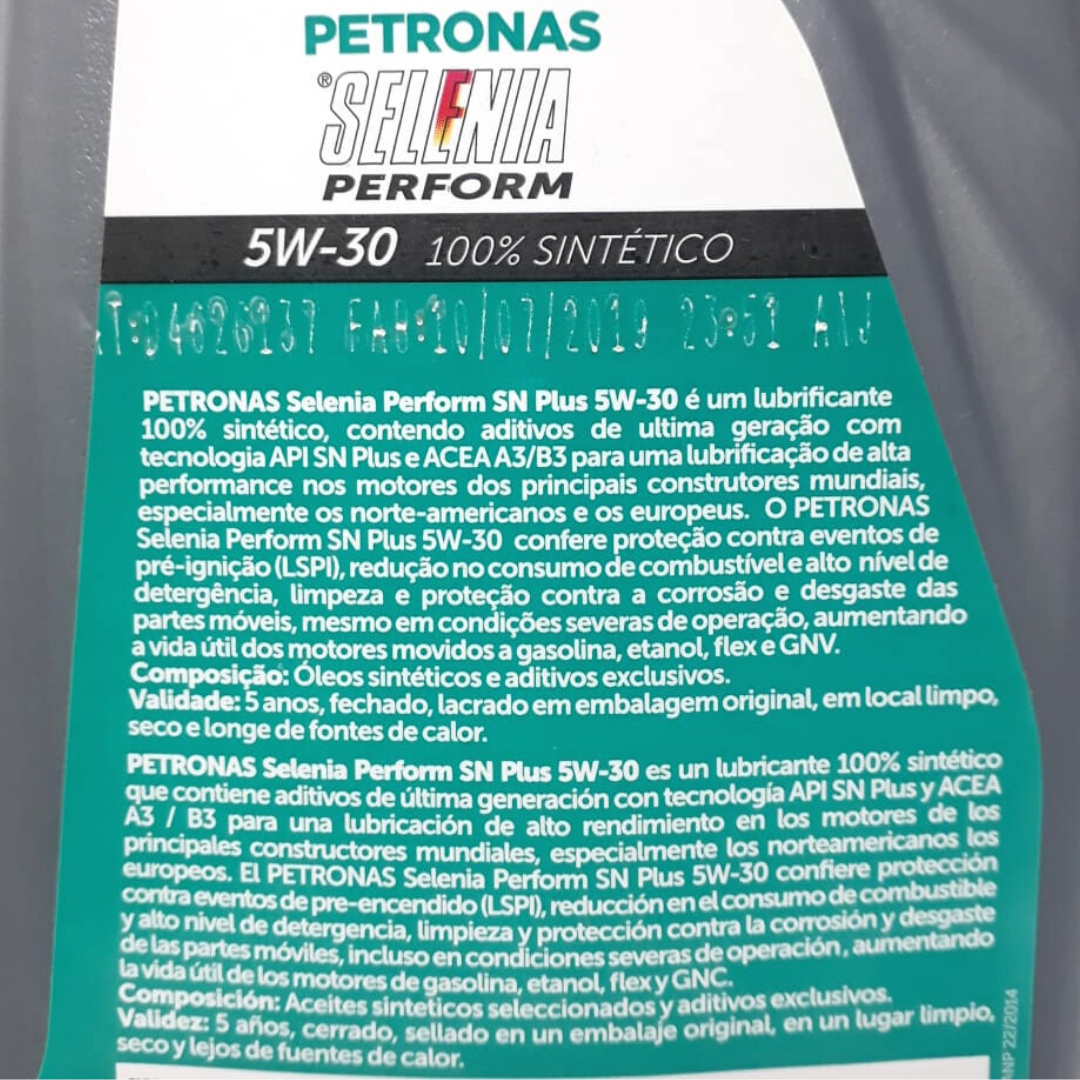 PETRONAS
®SELENIA
PERFORM
5W-30 100% SINTÉTICO
FAB:10/07/2019 23:51
PETRONAS Selenia Perform SN Plus 5W-30 é um lubrificante
100% sintético, contendo aditivos de ultima geração com
tecnologia API SN Plus e ACEA A3/B3 para uma lubrificação de alta
performance nos motores dos principais construtores mundiais,
especialmente os norte-americanos e os europeus. O PETRONAS
Selenia Perform SN Plus 5W-30 confere proteção contra eventos de
pré-ignição (LSPI), redução no consumo de combustível e alto nível de
detergência, limpeza e proteção contra a corrosão e desgaste das
partes móveis, mesmo em condições severas de operação, aumentando
a vida útil dos motores movidos a gasolina, etanol, flex e GNV.
Composição: Óleos sintéticos e aditivos exclusivos.
Validade: 5 anos, fechado, lacrado em embalagem original, em local limpo,
seco e longe de fontes de calor.
PETRONAS Selenia Perform SN Plus 5W-30 es un lubricante 100% sintético
que contiene aditivos de última generación con tecnología API SN Plus y ACEA
A3 / B3 para una lubricación de alto rendimiento en los motores de los
principales constructores mundiales, especialmente los norteamericanos los
europeos. El PETRONAS Selenia Perform SN Plus 5W-30 confiere protección
contra eventos de pre-encendido (LSPI), reducción en el consumo de combustible
y alto nivel de detergencia, limpieza y protección contra la corrosión y desgaste
de las partes móviles, incluso en condiciones severas de operación, aumentando
la vida útil de los motores de gasolina, etanol, flex y GNC.
Composición: Aceites sinteticos seleccionados y aditivos exclusivos.
Validez: 5 años, cerrado, sellado en un embalaje original, en un lugar limpio,
seco y lejos de fuentes de calor.
ANP 22/2014